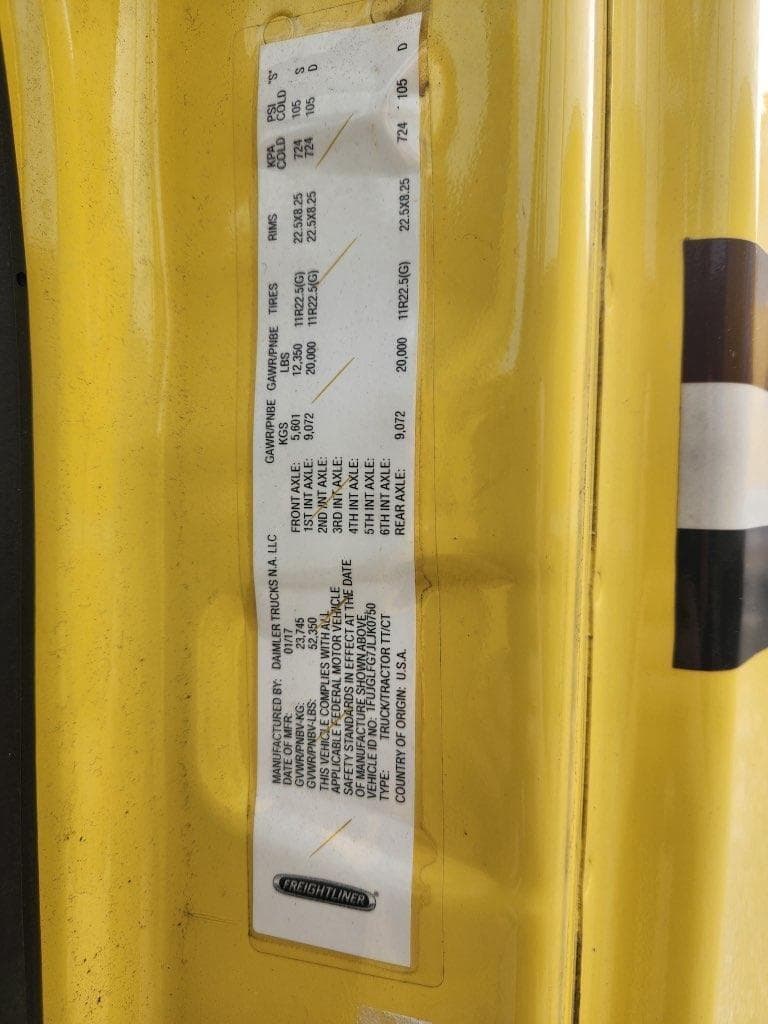 FREIGHTLINER
MANUFACTURED BY: DAIMLER TRUCKS N.A. LLC
DATE OF MFR: 01/17
GVWR/PNBV-KG: 23,745
GVWR/PNBV-LBS: 52,350
THIS VEHICLE COMPLIES WITH ALL
APPLICABLE FEDERAL MOTOR VEHICLE
SAFETY STANDARDS IN EFFECT AT THE DATE
OF MANUFACTURE SHOWN ABOVE
VEHICLE ID NO: 1FUJGLFG7JLJK0750
TYPE: TRUCK/TRACTOR TT/CT
COUNTRY OF ORIGIN: U.S.A.
GAWR/PNBE GAWR/PNBE TIRES RIMS KPA PSI "S"
KGS LBS COLD COLD
FRONT AXLE: 5,601 12,350 11R22.5(G) 22.5X8.25 724 105 S
1ST INT AXLE: 9,072 20,000 11R22.5(G) 22.5X8.25 724 105 D
2ND INT AXLE:
3RD INT AXLE:
4TH INT AXLE:
5TH INT AXLE:
6TH INT AXLE:
REAR AXLE: 9,072 20,000 11R22.5(G) 22.5X8.25 724 105 D